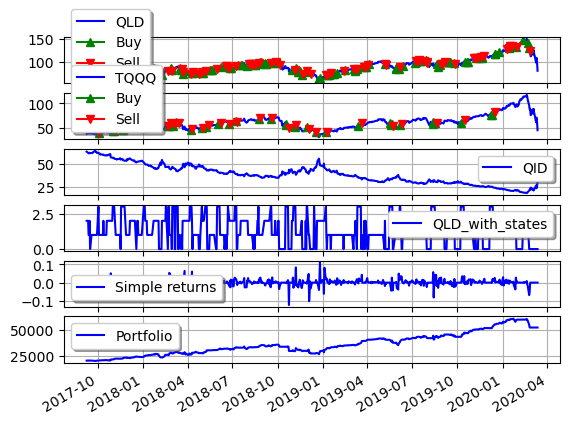 QLD
Buy
Sell
150
100
TQQQ
Buy
Sell
100
50
QID
50
25
QLD_with_states
2.5
0.0
Simple returns
0.1
0.0
−0.1
Portfolio
50000
25000
2017-10 2018-01 2018-04 2018-07 2018-10 2019-01 2019-04 2019-07 2019-10 2020-01 2020-04